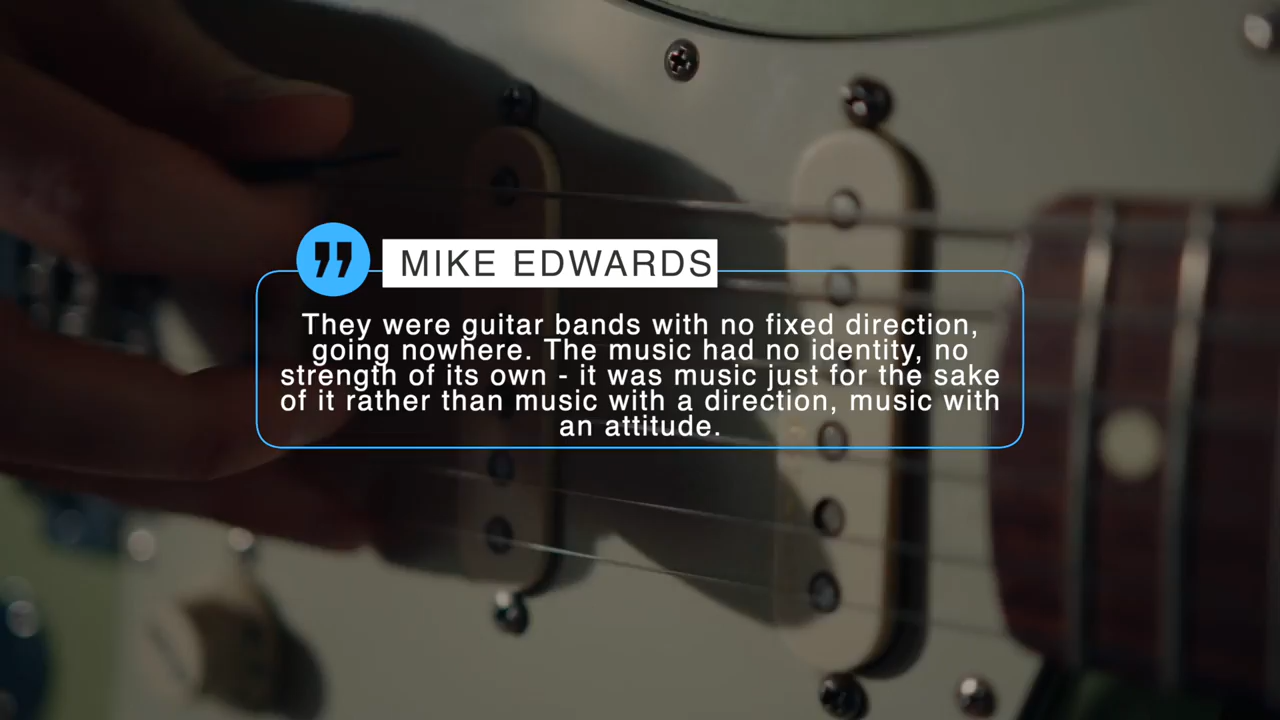 MIKE EDWARDS
They were guitar bands with no fixed direction,
going nowhere. The music had no identity, no
strength of its own - it was music just for the sake
of it rather than music with a direction, music with
an attitude.